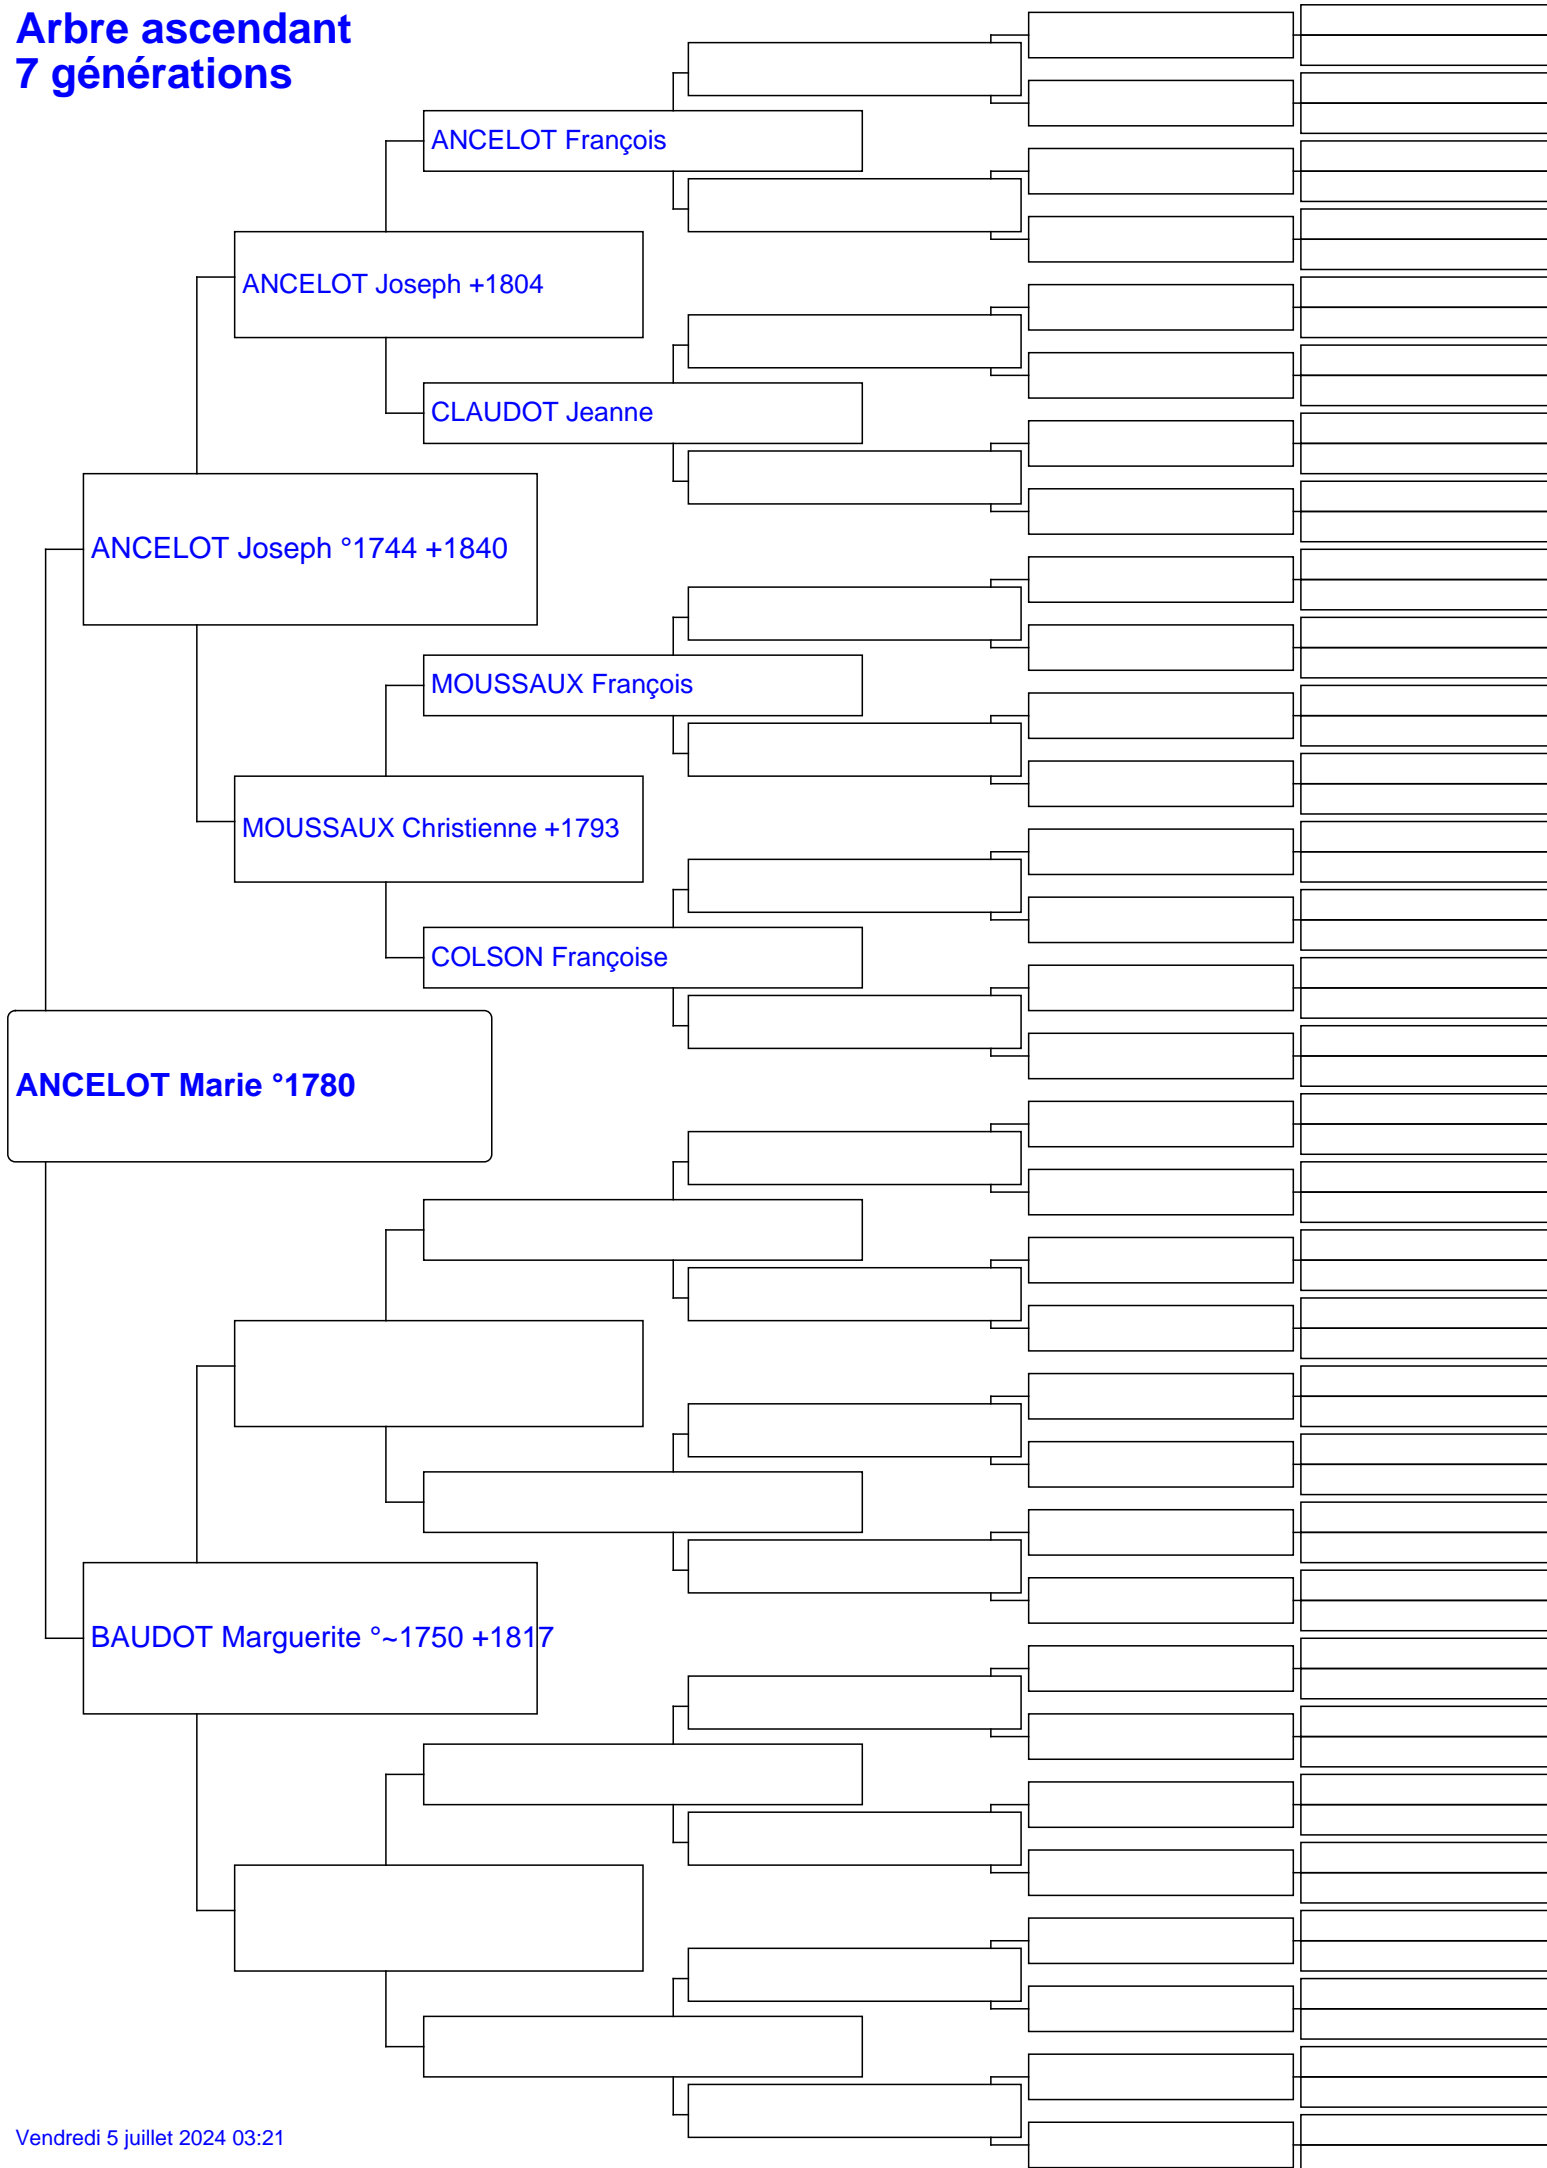 Arbre ascendant
7 générations
ANCELOT François
ANCELOT Joseph +1804
CLAUDOT Jeanne
ANCELOT Joseph °1744 +1840
MOUSSAUX François
MOUSSAUX Christienne +1793
COLSON Françoise
ANCELOT Marie °1780
BAUDOT Marguerite °~1750 +1817
Vendredi 5 juillet 2024 03:21